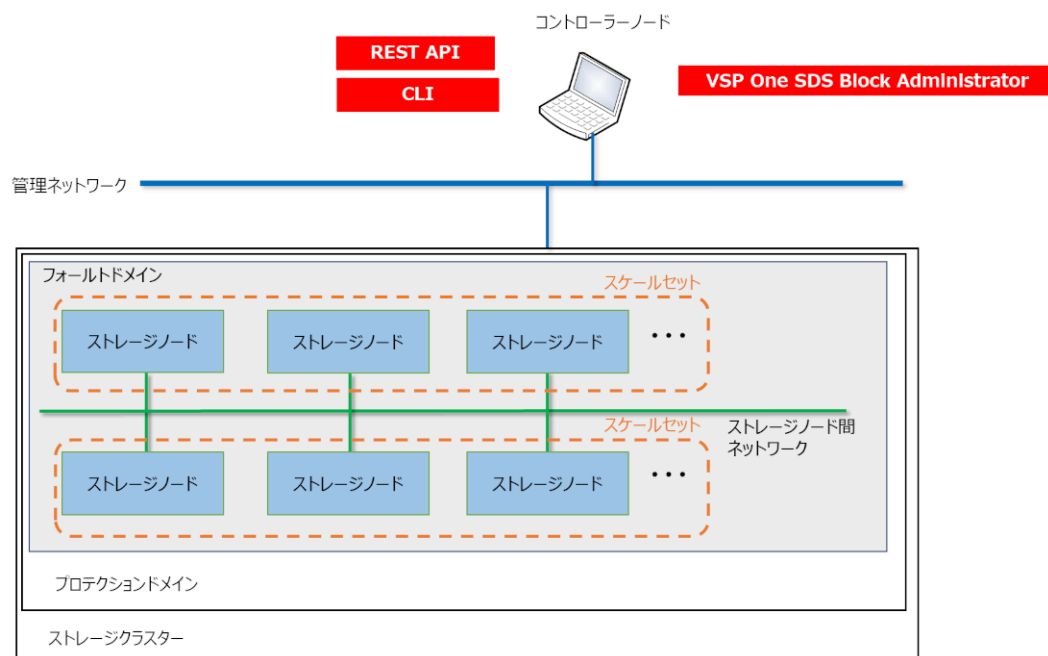 コントローラーノード
REST API
CLI
VSP One SDS Block Administrator
管理ネットワーク
フォールトドメイン
スケールセット
ストレージノード
ストレージノード
ストレージノード
•••
スケールセット
ストレージノード間
ネットワーク
ストレージノード
ストレージノード
ストレージノード
•••
プロテクションドメイン
ストレージクラスター